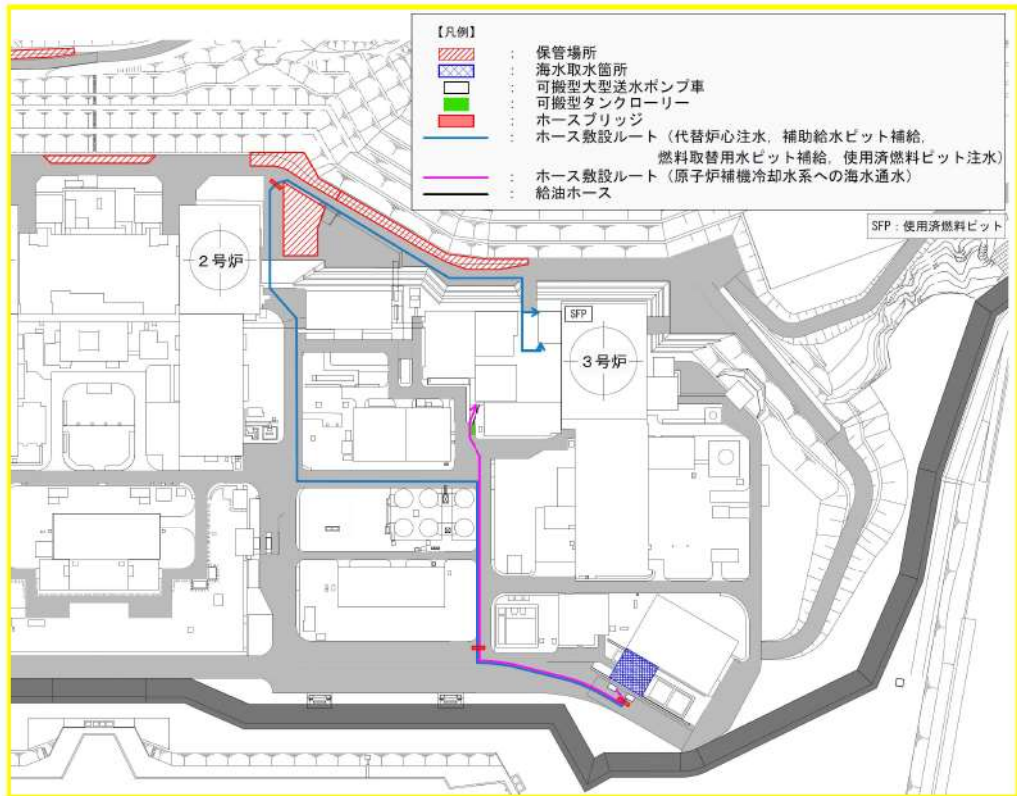 【凡例】
： 保管場所
： 海水取水箇所
： 可搬型大型送水ポンプ車
： 可搬型タンクローリー
： ホースブリッジ
： ホース敷設ルート（代替炉心注水，補助給水ピット補給，
燃料取替用水ピット補給，使用済燃料ピット注水）
： ホース敷設ルート（原子炉補機冷却水系への海水通水）
： 給油ホース
SFP：使用済燃料ピット
２号炉
SFP
３号炉